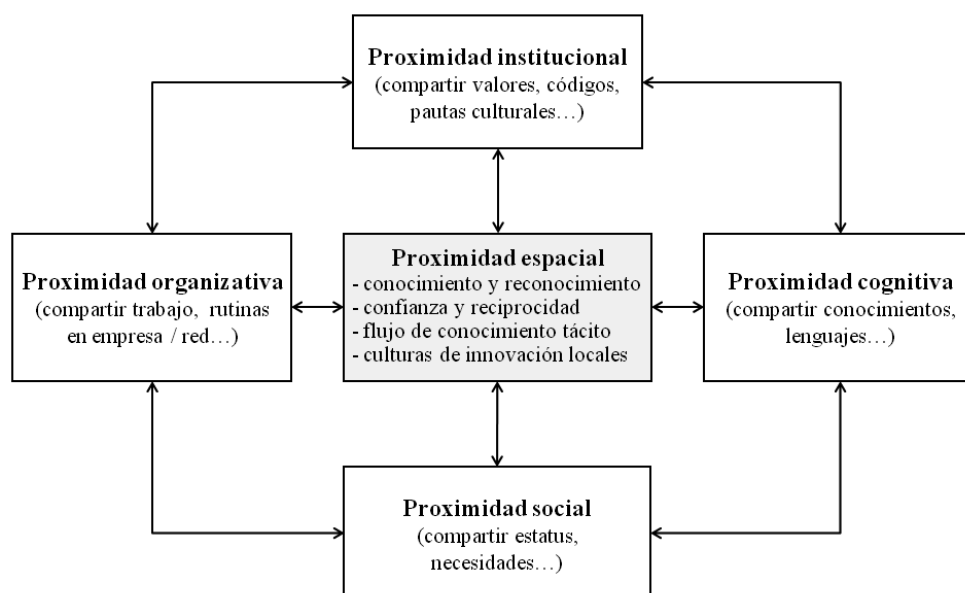 Proximidad institucional
(compartir valores, códigos,
pautas culturales…)
Proximidad organizativa
(compartir trabajo, rutinas
en empresa / red…)
Proximidad espacial
- conocimiento y reconocimiento
- confianza y reciprocidad
- flujo de conocimiento tácito
- culturas de innovación locales
Proximidad cognitiva
(compartir conocimientos,
lenguajes…)
Proximidad social
(compartir estatus,
necesidades…)